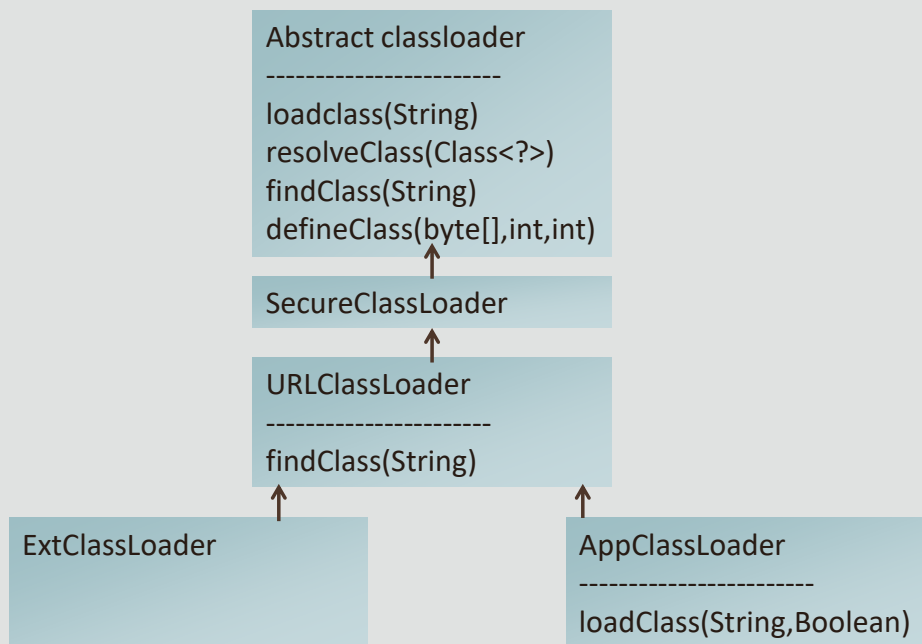 Abstract classloader
------------------------
loadclass(String)
resolveClass(Class<?>)
findClass(String)
defineClass(byte[],int,int)
SecureClassLoader
URLClassLoader
-----------------------
findClass(String)
ExtClassLoader
AppClassLoader
------------------------
loadClass(String,Boolean)